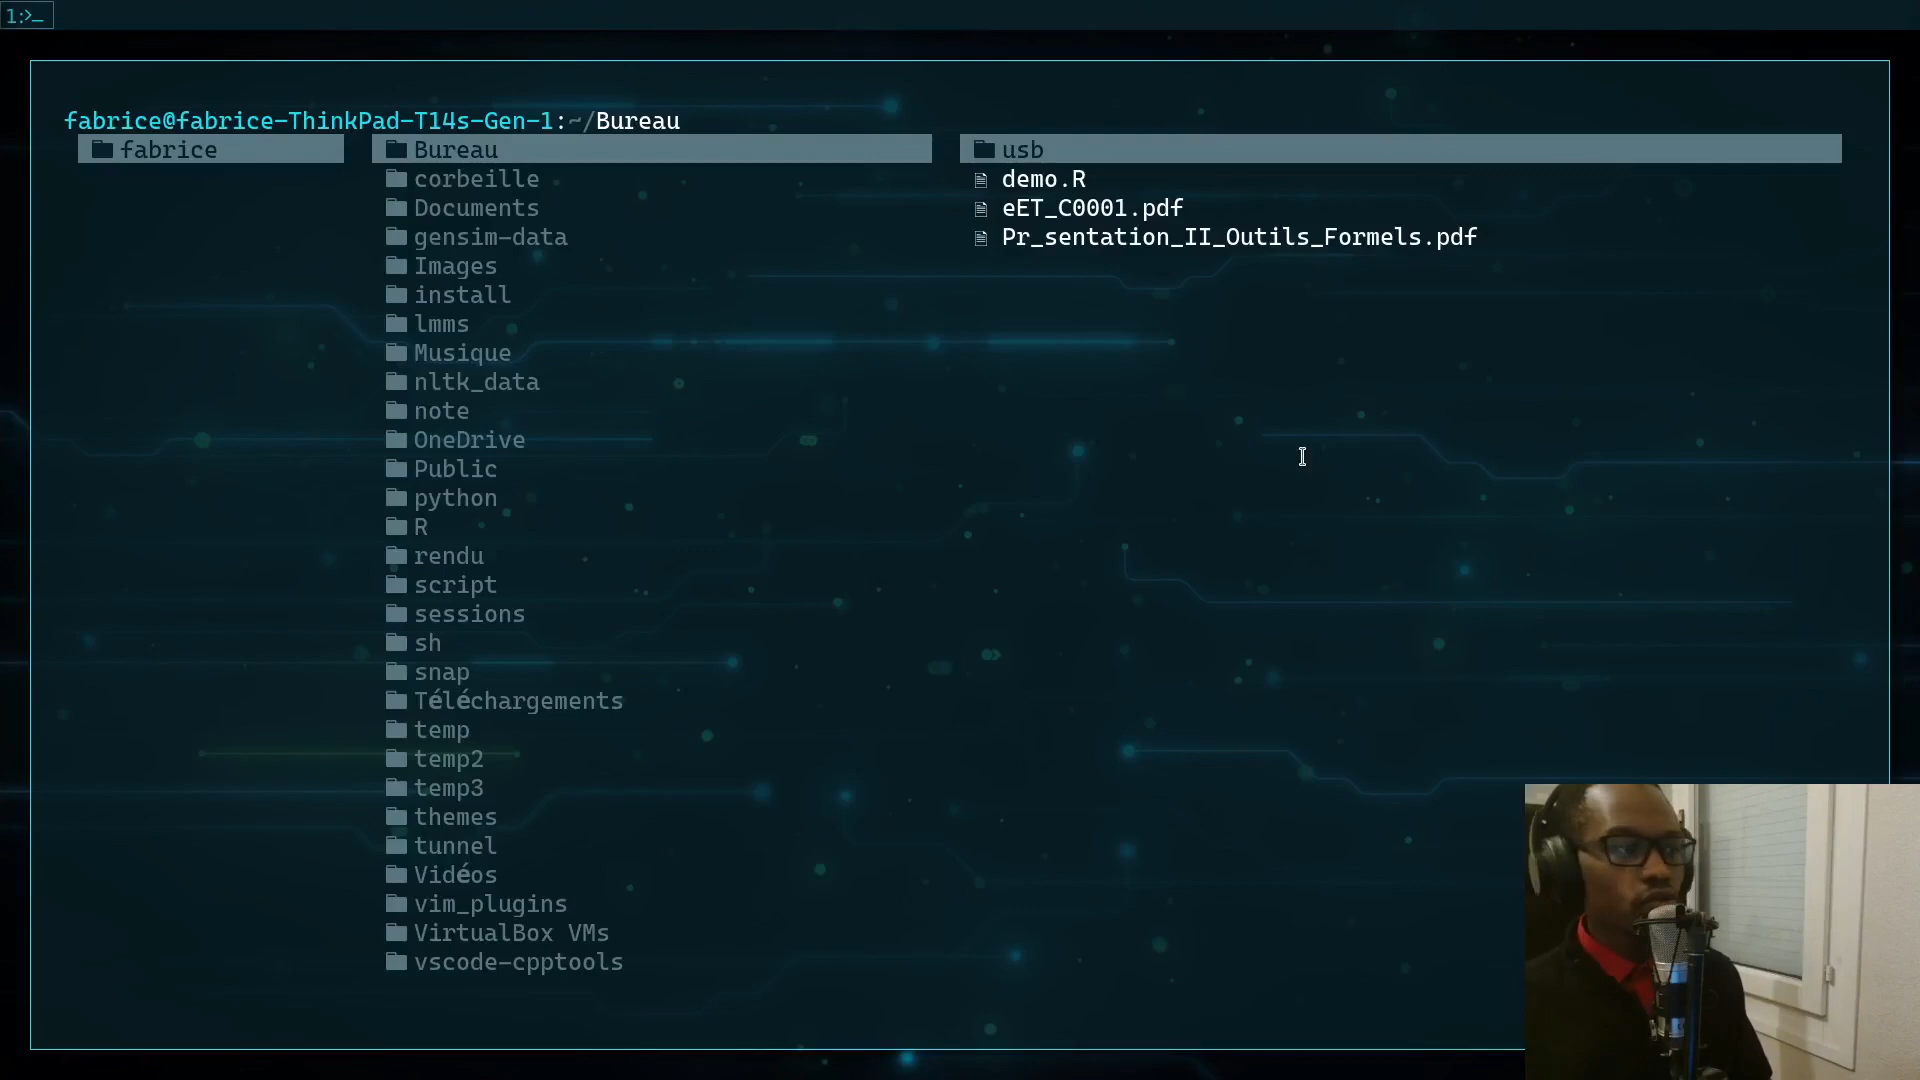 1:>_
fabrice@fabrice-ThinkPad-T14s-Gen-1:~/Bureau
fabrice
Bureau
corbeille
Documents
gensim-data
Images
install
lmms
Musique
nltk_data
note
OneDrive
Public
python
R
rendu
script
sessions
sh
snap
Téléchargements
temp
temp2
temp3
themes
tunnel
Vidéos
vim_plugins
VirtualBox VMs
vscode-cpptools
usb
demo.R
eET_C0001.pdf
Pr_sentation_II_Outils_Formels.pdf